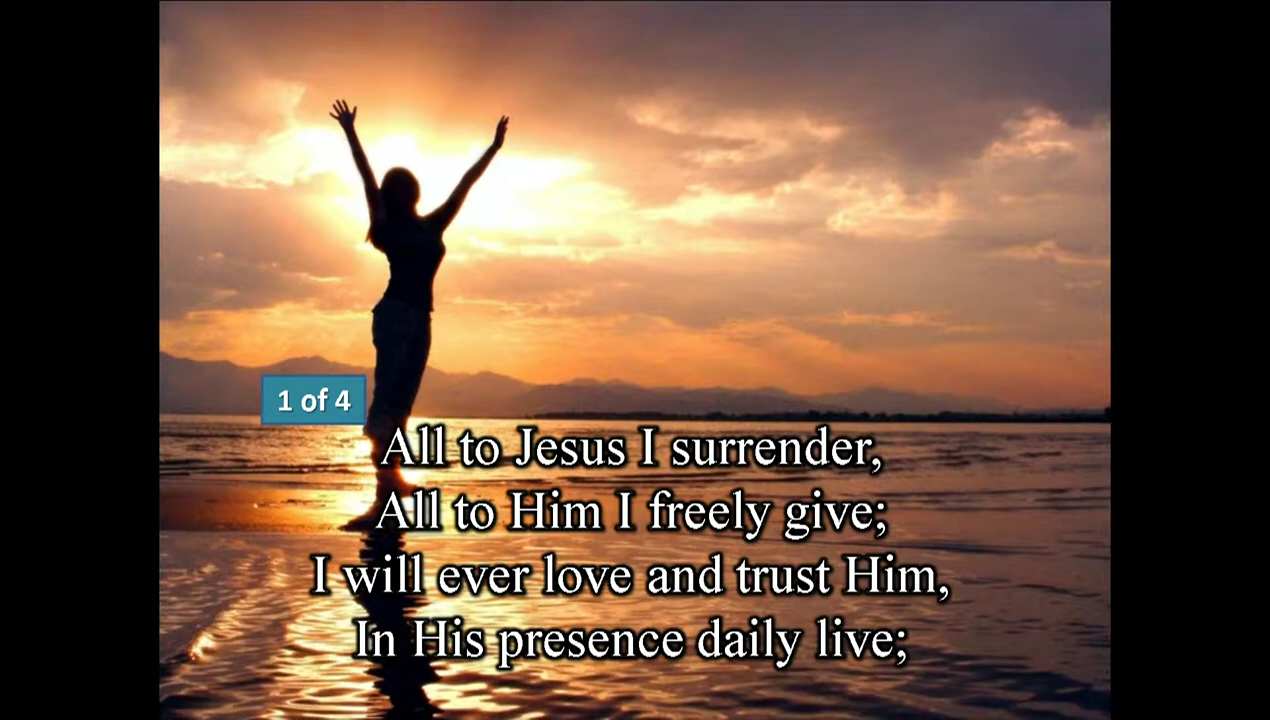 1 of 4
All to Jesus I surrender,
All to Him I freely give;
I will ever love and trust Him,
In His presence daily live;